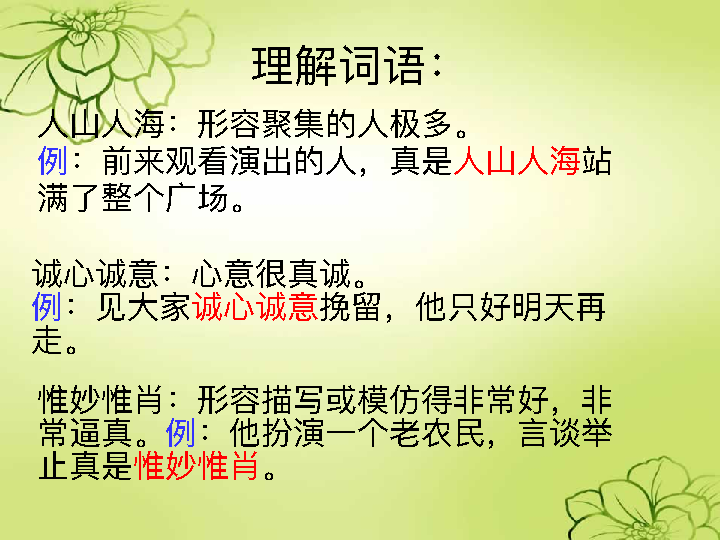 理解词语：
人山人海：形容聚集的人极多。
例：前来观看演出的人，真是人山人海站
满了整个广场。
诚心诚意：心意很真诚。
例：见大家诚心诚意挽留，他只好明天再
走。
惟妙惟肖：形容描写或模仿得非常好，非
常逼真。例：他扮演一个老农民，言谈举
止真是惟妙惟肖。